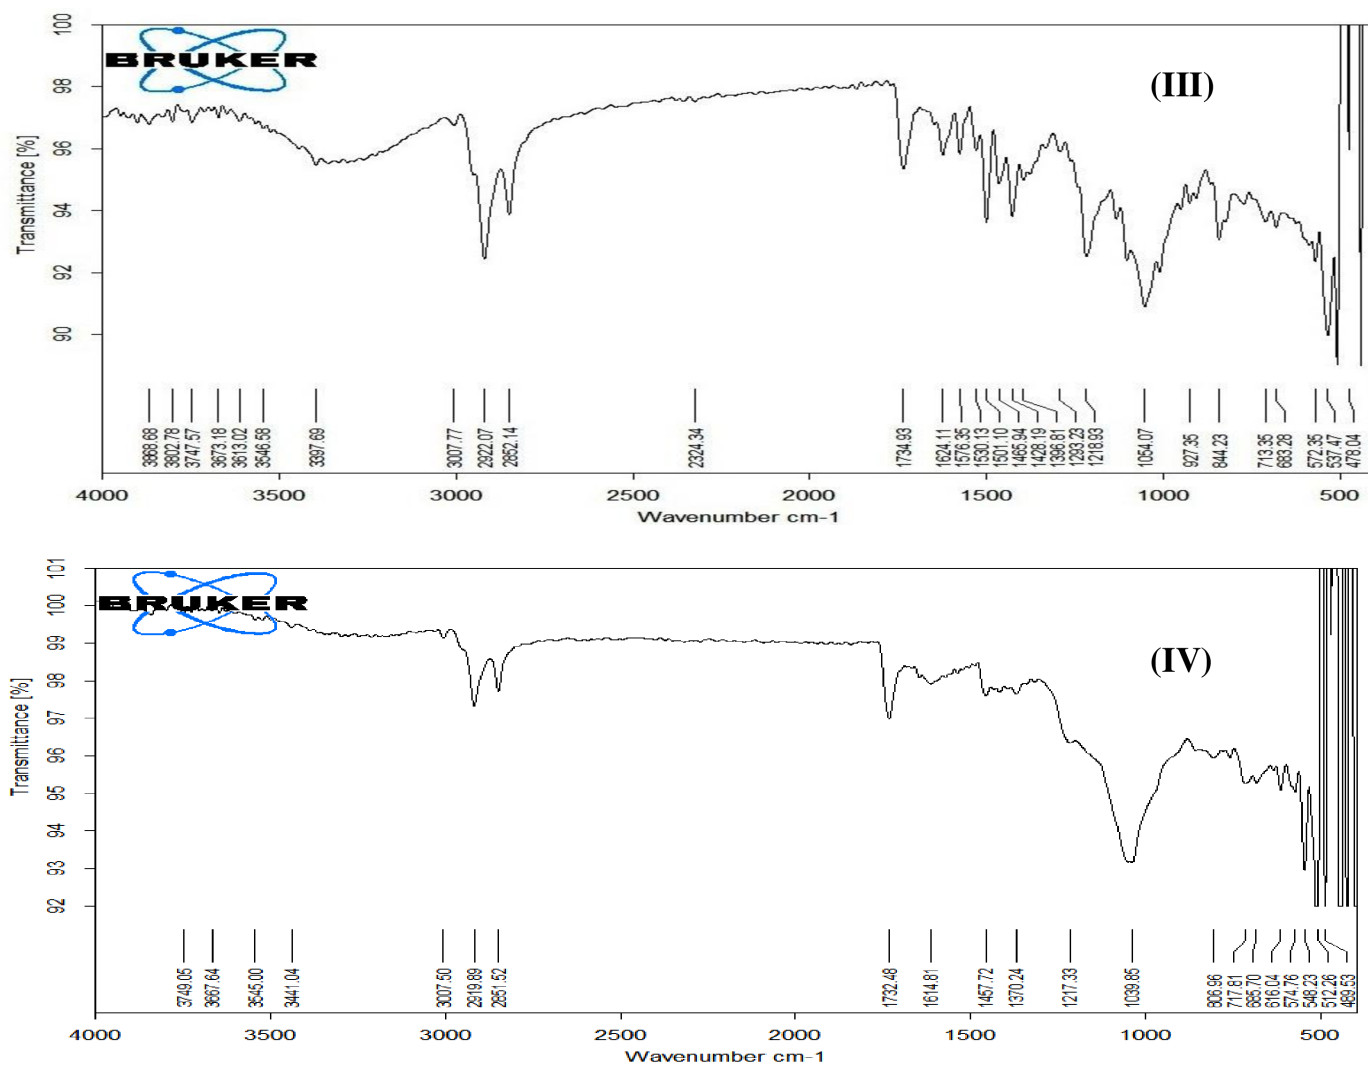 100
BRUKER
(III)
98
96
94
92
90
Transmittance [%]
3868.68 3802.78 3747.57 3673.18 3613.02 3546.58 3397.69 3007.77 2922.07 2852.14 2324.34 1734.93 1624.11 1576.35 1530.13 1501.10 1465.94 1428.19 1396.81 1293.23 1218.93 1054.07 927.35 844.23 713.35 683.28 572.35 537.47 478.04
4000 3500 3000 2500 2000 1500 1000 500
Wavenumber cm-1
101
100
BRUKER
99
(IV)
98
97
96
95
94
93
92
Transmittance [%]
3749.05 3667.64 3545.00 3441.04 3007.50 2919.89 2851.52 1732.48 1614.81 1457.72 1370.24 1217.33 1039.85 806.96 717.81 685.70 616.04 574.76 548.23 512.26 489.53
4000 3500 3000 2500 2000 1500 1000 500
Wavenumber cm-1